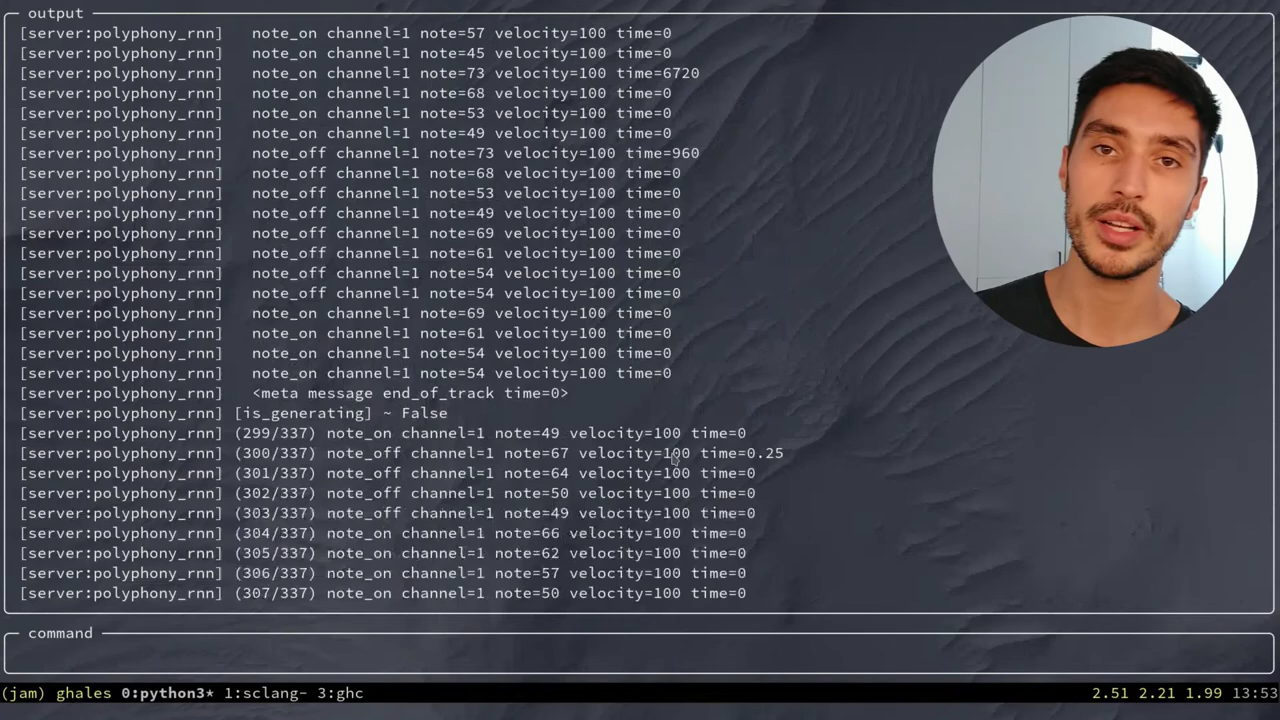 output
[server:polyphony_rnn]   note_on channel=1 note=57 velocity=100 time=0
[server:polyphony_rnn]   note_on channel=1 note=45 velocity=100 time=0
[server:polyphony_rnn]   note_on channel=1 note=73 velocity=100 time=6720
[server:polyphony_rnn]   note_on channel=1 note=68 velocity=100 time=0
[server:polyphony_rnn]   note_on channel=1 note=53 velocity=100 time=0
[server:polyphony_rnn]   note_on channel=1 note=49 velocity=100 time=0
[server:polyphony_rnn]   note_off channel=1 note=73 velocity=100 time=960
[server:polyphony_rnn]   note_off channel=1 note=68 velocity=100 time=0
[server:polyphony_rnn]   note_off channel=1 note=53 velocity=100 time=0
[server:polyphony_rnn]   note_off channel=1 note=49 velocity=100 time=0
[server:polyphony_rnn]   note_off channel=1 note=69 velocity=100 time=0
[server:polyphony_rnn]   note_off channel=1 note=61 velocity=100 time=0
[server:polyphony_rnn]   note_off channel=1 note=54 velocity=100 time=0
[server:polyphony_rnn]   note_off channel=1 note=54 velocity=100 time=0
[server:polyphony_rnn]   note_on channel=1 note=69 velocity=100 time=0
[server:polyphony_rnn]   note_on channel=1 note=61 velocity=100 time=0
[server:polyphony_rnn]   note_on channel=1 note=54 velocity=100 time=0
[server:polyphony_rnn]   note_on channel=1 note=54 velocity=100 time=0
[server:polyphony_rnn]   <meta message end_of_track time=0>
[server:polyphony_rnn] [is_generating] ~ False
[server:polyphony_rnn] (299/337) note_on channel=1 note=49 velocity=100 time=0
[server:polyphony_rnn] (300/337) note_off channel=1 note=67 velocity=100 time=0.25
[server:polyphony_rnn] (301/337) note_off channel=1 note=64 velocity=100 time=0
[server:polyphony_rnn] (302/337) note_off channel=1 note=50 velocity=100 time=0
[server:polyphony_rnn] (303/337) note_off channel=1 note=49 velocity=100 time=0
[server:polyphony_rnn] (304/337) note_on channel=1 note=66 velocity=100 time=0
[server:polyphony_rnn] (305/337) note_on channel=1 note=62 velocity=100 time=0
[server:polyphony_rnn] (306/337) note_on channel=1 note=57 velocity=100 time=0
[server:polyphony_rnn] (307/337) note_on channel=1 note=50 velocity=100 time=0
command
(jam) ghales 0:python3* 1:sclang- 3:ghc 2.51 2.21 1.99 13:53